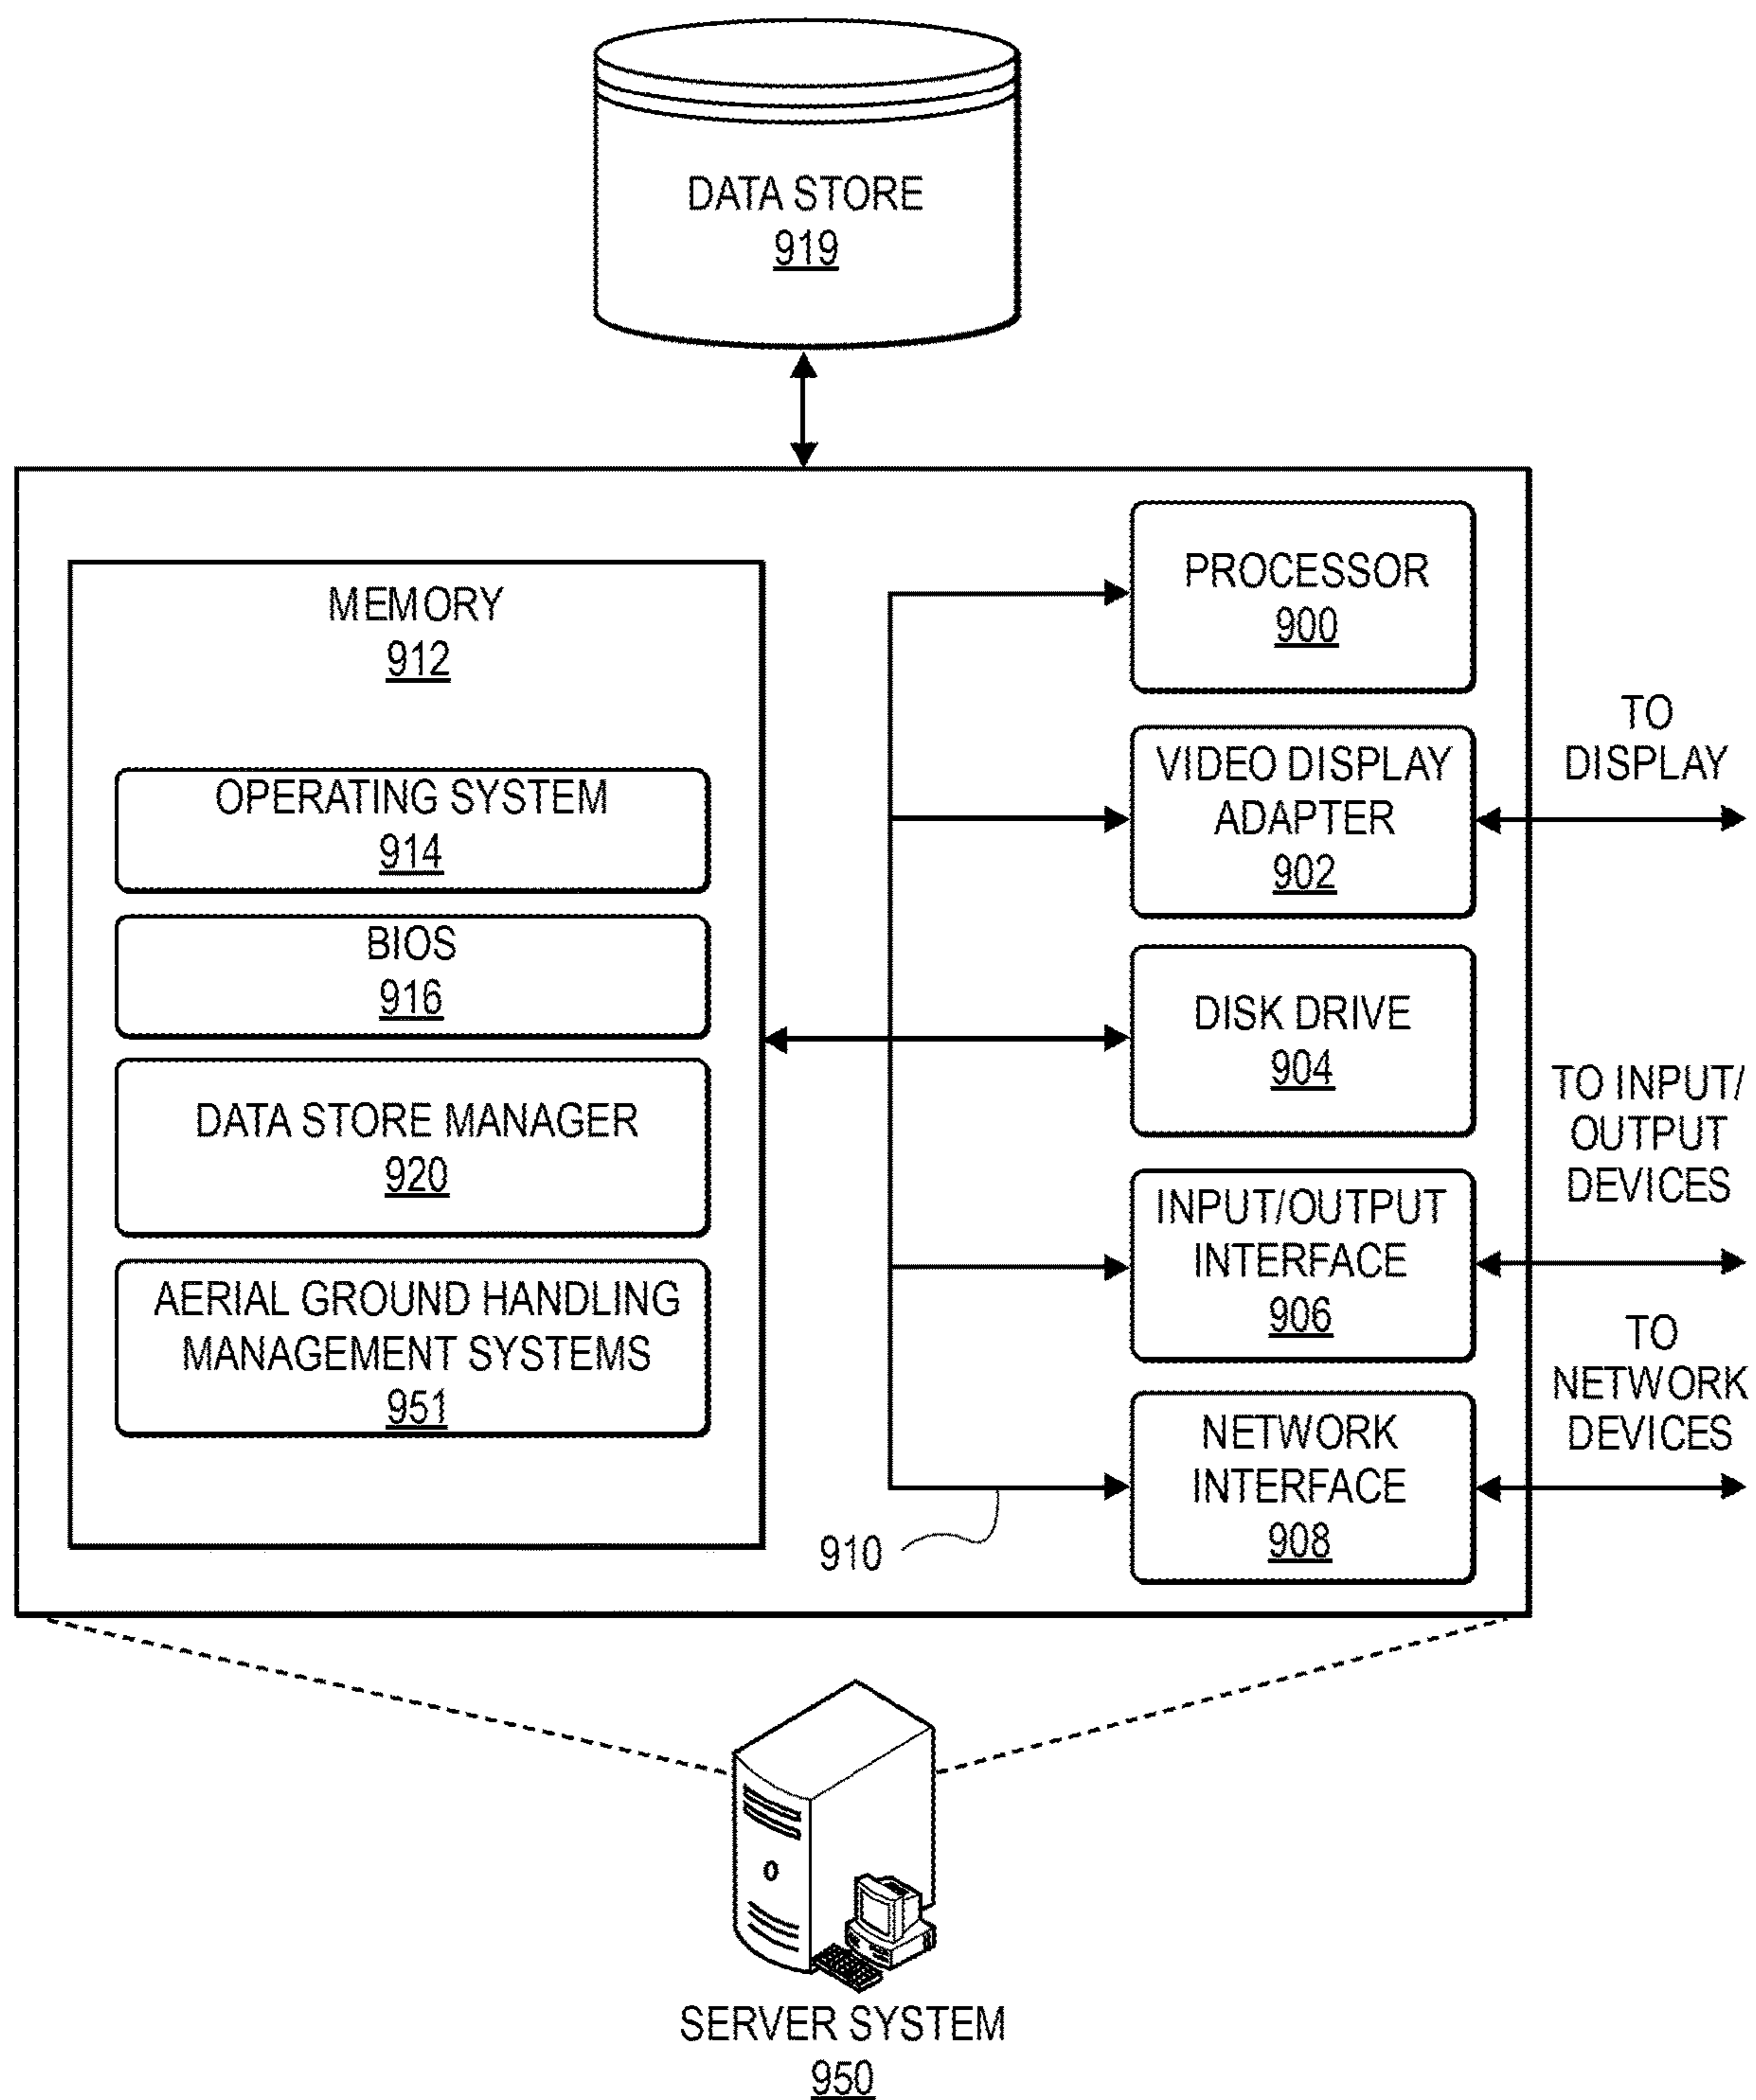 DATA STORE
919
MEMORY
912
OPERATING SYSTEM
914
BIOS
916
DATA STORE MANAGER
920
AERIAL GROUND HANDLING
MANAGEMENT SYSTEMS
951
PROCESSOR
900
VIDEO DISPLAY
ADAPTER
902
DISK DRIVE
904
INPUT/OUTPUT
INTERFACE
906
NETWORK
INTERFACE
908
910
TO
DISPLAY
TO INPUT/
OUTPUT
DEVICES
TO
NETWORK
DEVICES
SERVER SYSTEM
950